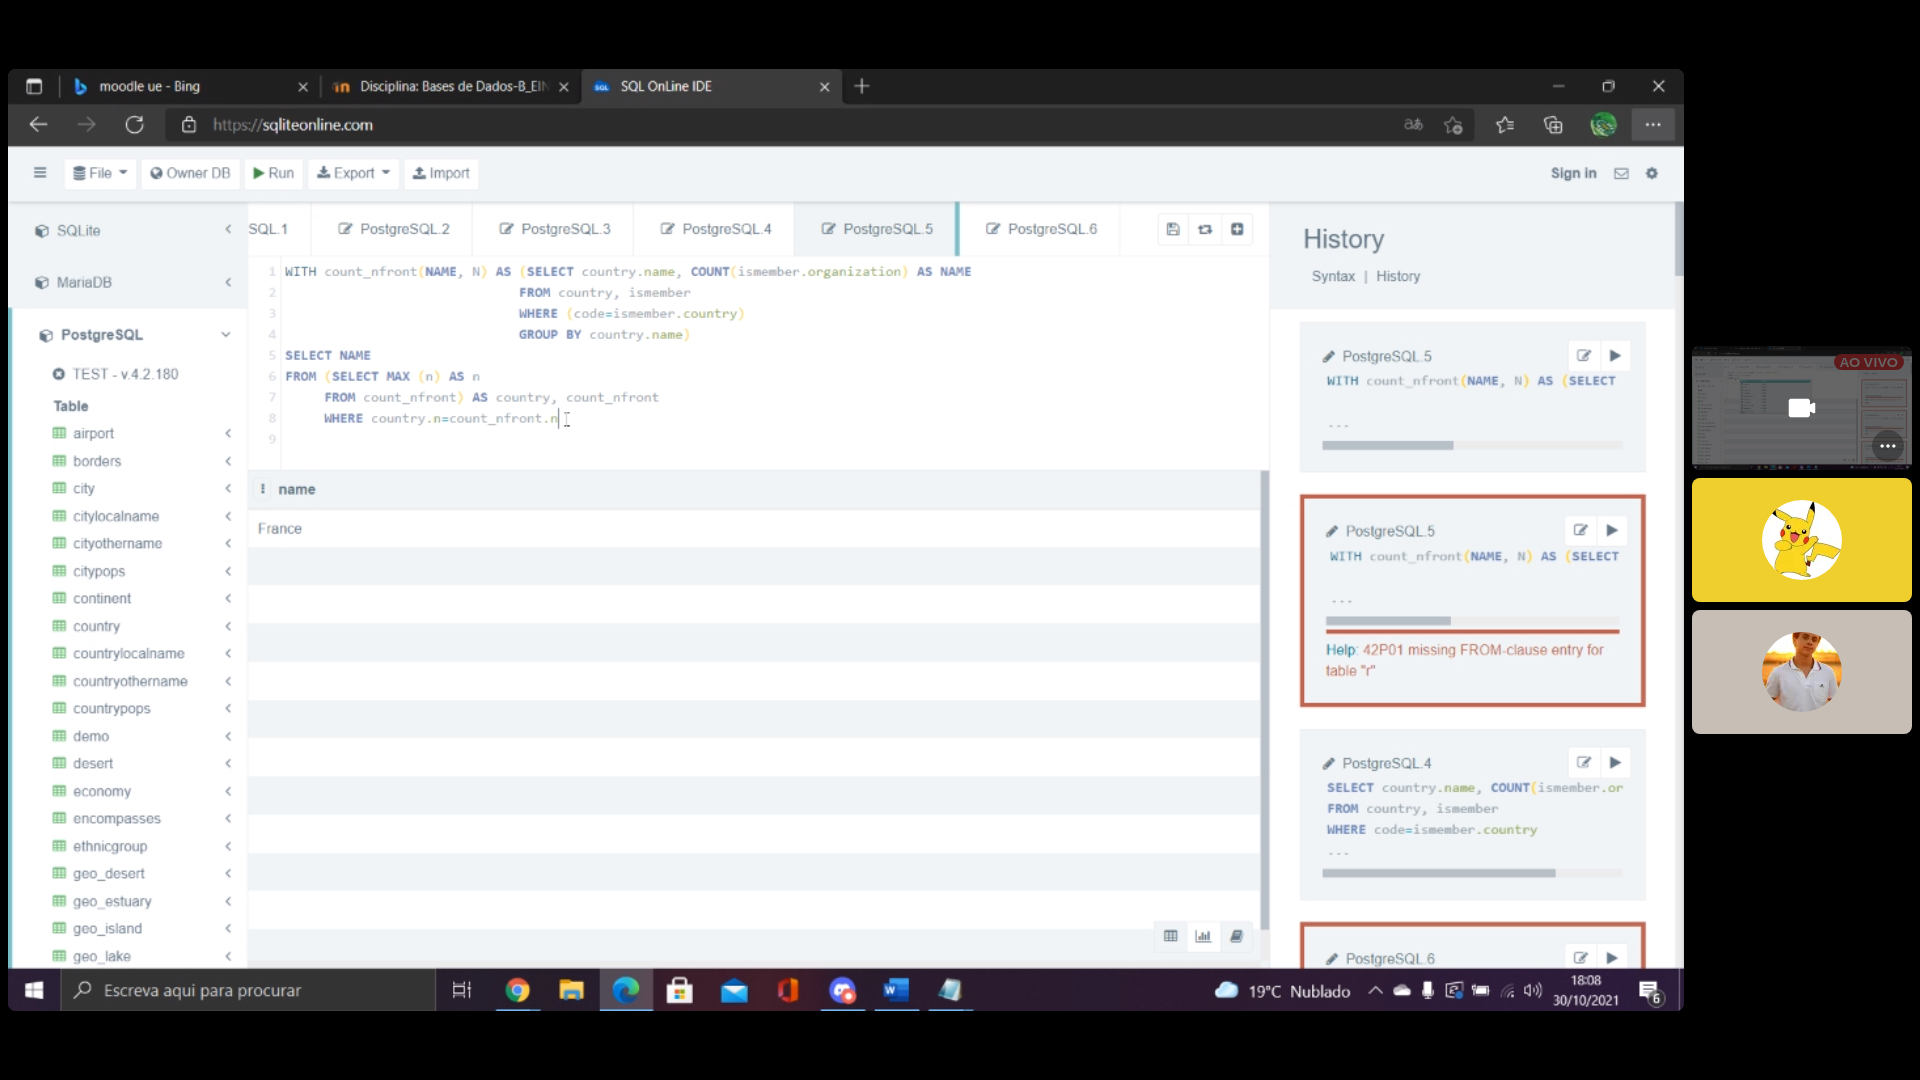 moodle ue - Bing
Disciplina: Bases de Dados-B_EIN
SQL OnLine IDE
https://sqliteonline.com
File
Owner DB
Run
Export
Import
Sign in
SQLite
MariaDB
PostgreSQL
TEST - v.4.2.180
Table
airport
borders
city
citylocalname
cityothername
citypops
continent
country
countrylocalname
countryothername
countrypops
demo
desert
economy
encompasses
ethnicgroup
geo_desert
geo_estuary
geo_island
geo_lake
SQL.1
PostgreSQL.2
PostgreSQL.3
PostgreSQL.4
PostgreSQL.5
PostgreSQL.6
1 WITH count_nfront(NAME, N) AS (SELECT country.name, COUNT(ismember.organization) AS NAME
2 FROM country, ismember
3 WHERE (code=ismember.country)
4 GROUP BY country.name)
5 SELECT NAME
6 FROM (SELECT MAX (n) AS n
7 FROM count_nfront) AS country, count_nfront
8 WHERE country.n=count_nfront.n
9
name
France
History
Syntax | History
PostgreSQL.5
WITH count_nfront(NAME, N) AS (SELECT
...
PostgreSQL.5
WITH count_nfront(NAME, N) AS (SELECT
...
Help: 42P01 missing FROM-clause entry for
table "r"
PostgreSQL.4
SELECT country.name, COUNT(ismember.or
FROM country, ismember
WHERE code=ismember.country
...
PostgreSQL.6
AO VIVO
Escreva aqui para procurar
19°C Nublado
18:08
30/10/2021
6